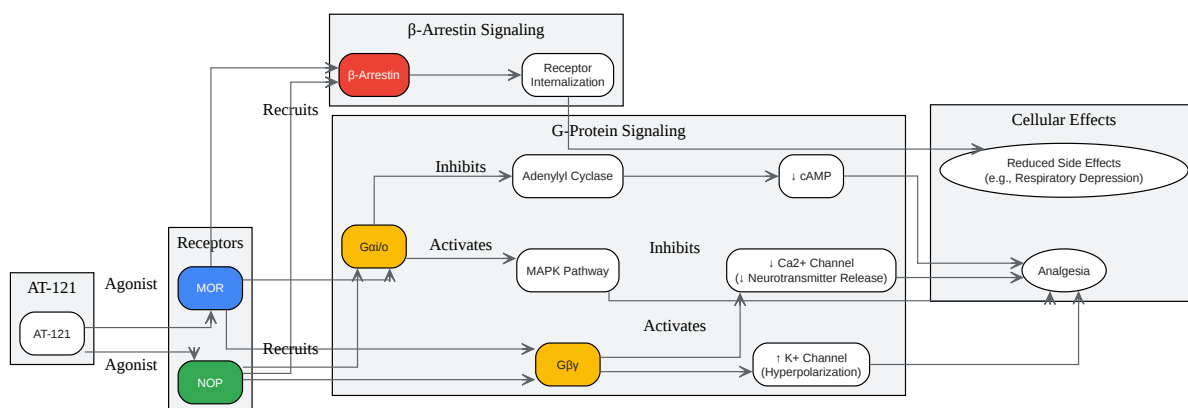 β-Arrestin Signaling
β-Arrestin
Receptor
Internalization
Recruits
G-Protein Signaling
Cellular Effects
Inhibits
Adenylyl Cyclase
↓ cAMP
Reduced Side Effects
(e.g., Respiratory Depression)
Receptors
Gαi/o
Activates
MAPK Pathway
Inhibits
↓ Ca2+ Channel
(↓ Neurotransmitter Release)
Analgesia
AT-121
Agonist
MOR
AT-121
Activates
Agonist
NOP
Recruits
Gβγ
↑ K+ Channel
(Hyperpolarization)